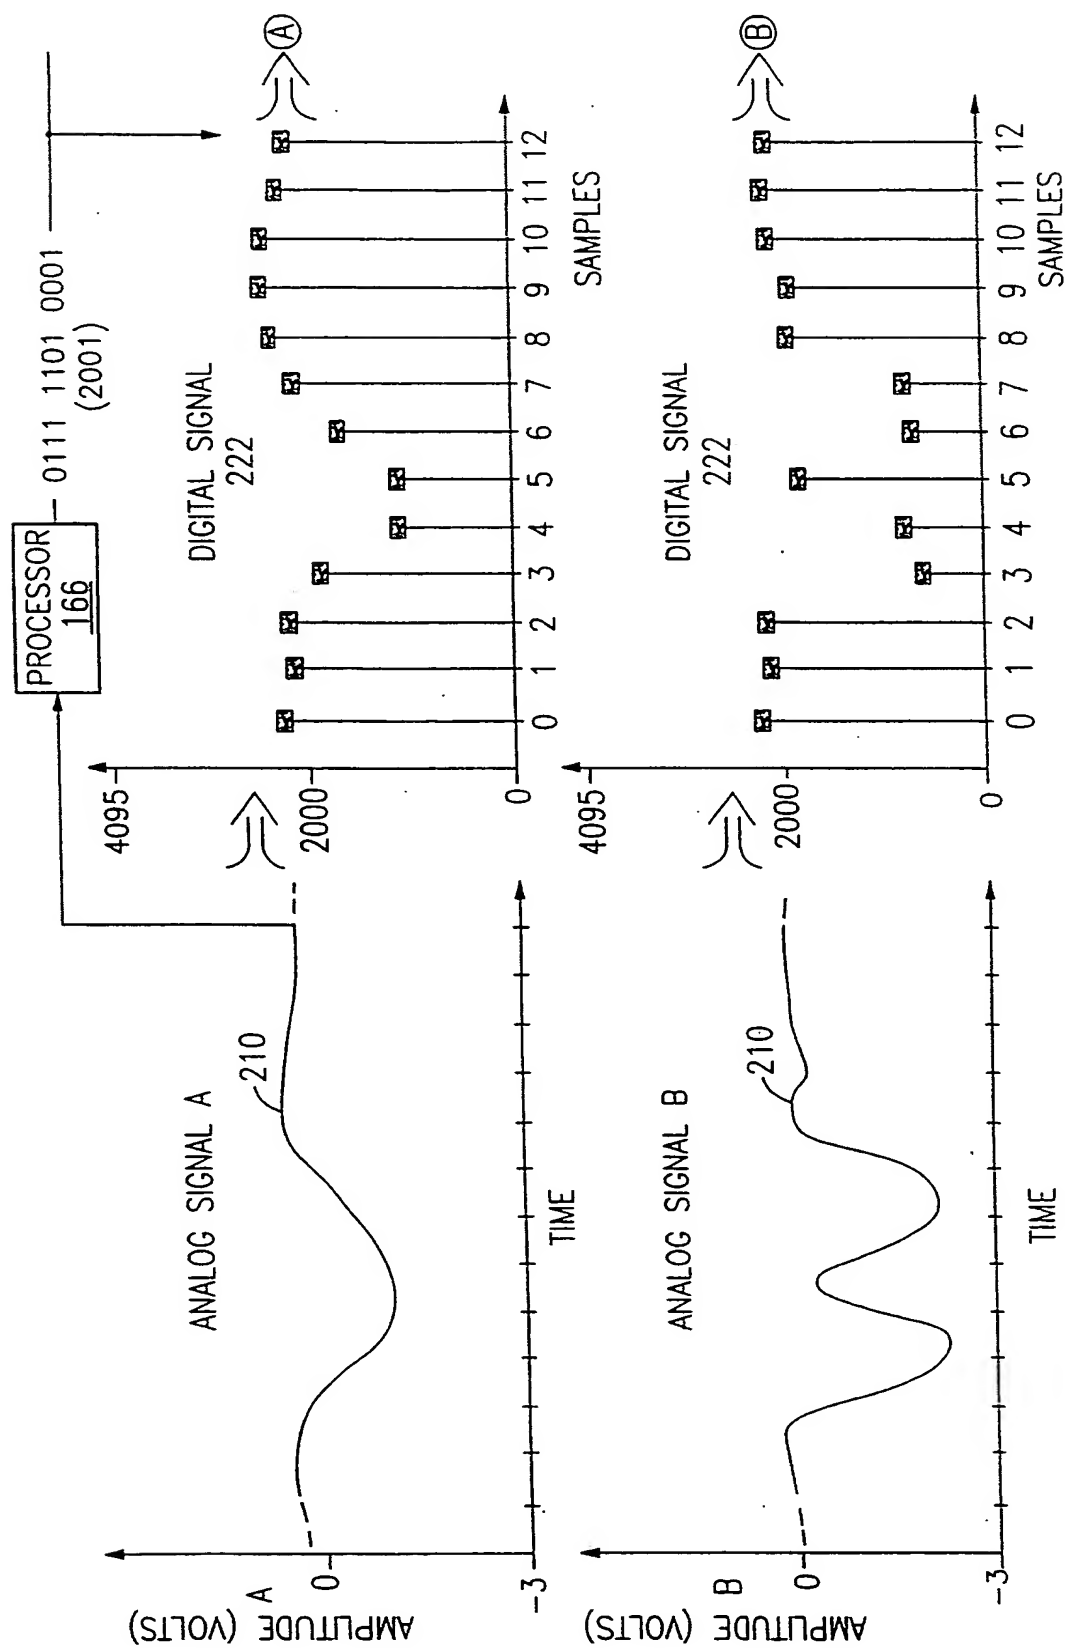 PROCESSOR
166
0111 1101 0001
(2001)
ANALOG SIGNAL A
210
A
AMPLITUDE (VOLTS)
0
-3
TIME
DIGITAL SIGNAL
222
4095
2000
0
0 1 2 3 4 5 6 7 8 9 10 11 12
SAMPLES
A
ANALOG SIGNAL B
210
B
AMPLITUDE (VOLTS)
0
-3
TIME
DIGITAL SIGNAL
222
4095
2000
0
0 1 2 3 4 5 6 7 8 9 10 11 12
SAMPLES
B